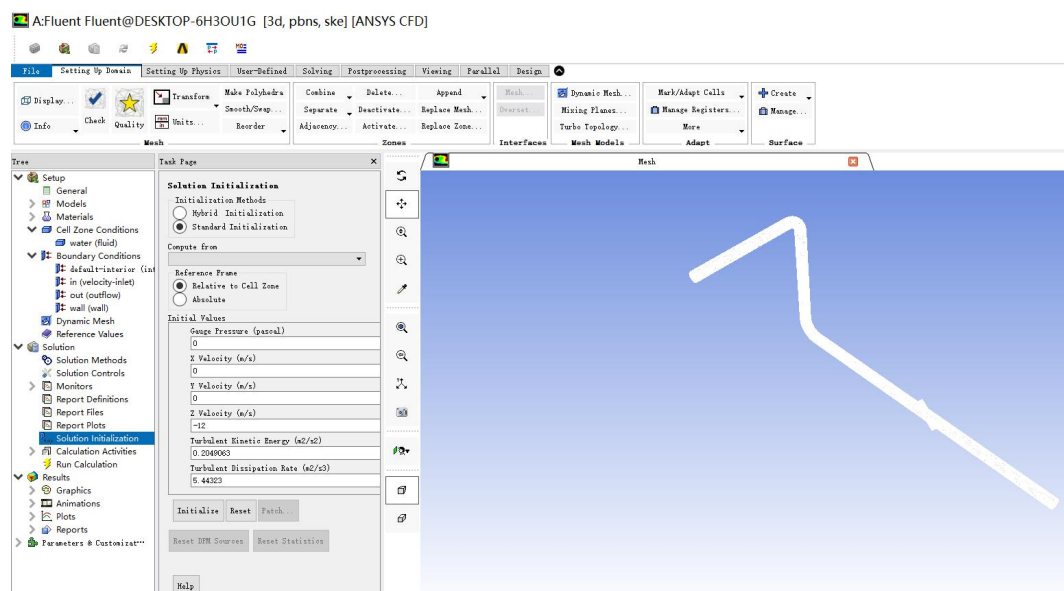 A:Fluent Fluent@DESKTOP-6H3OU1G [3d, pbns, ske] [ANSYS CFD]
File Setting Up Domain Setting Up Physics User-Defined Solving Postprocessing Viewing Parallel Design
Display... Check Quality Transform Make Polyhedra Combine Delete... Append Mesh... Dynamic Mesh... Mark/Adapt Cells Create
Smooth/Swap... Separate Deactivate... Replace Mesh... Overset... Mixing Planes... Manage Registers... Manage...
Info Units... Reorder Adjacency... Activate... Replace Zone... Turbo Topology... More
Mesh Zones Interfaces Mesh Models Adapt Surface
Tree
Setup
General
Models
Materials
Cell Zone Conditions
water (fluid)
Boundary Conditions
default-interior (int
in (velocity-inlet)
out (outflow)
wall (wall)
Dynamic Mesh
Reference Values
Solution
Solution Methods
Solution Controls
Monitors
Report Definitions
Report Files
Report Plots
Solution Initialization
Calculation Activities
Run Calculation
Results
Graphics
Animations
Plots
Reports
Parameters & Customizat···
Task Page
Solution Initialization
Initialization Methods
Hybrid Initialization
Standard Initialization
Compute from
Reference Frame
Relative to Cell Zone
Absolute
Initial Values
Gauge Pressure (pascal)
0
X Velocity (m/s)
0
Y Velocity (m/s)
0
Z Velocity (m/s)
-12
Turbulent Kinetic Energy (m2/s2)
0.2049063
Turbulent Dissipation Rate (m2/s3)
5.44323
Initialize Reset Patch...
Reset DPM Sources Reset Statistics
Help
Mesh